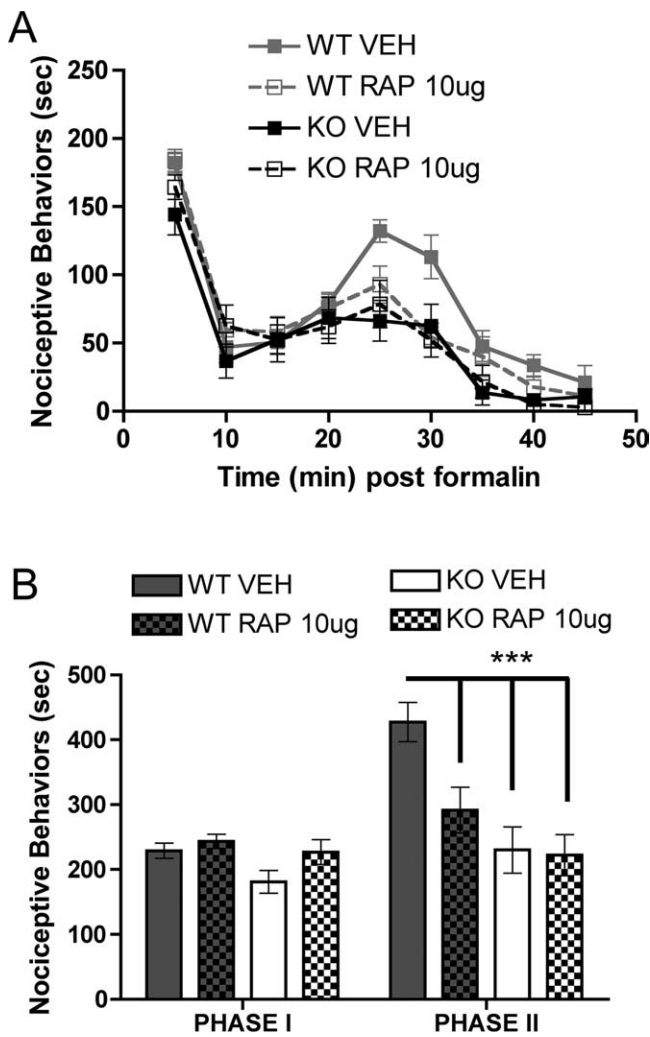 A
WT VEH
WT RAP 10ug
KO VEH
KO RAP 10ug
Nociceptive Behaviors (sec)
250
200
150
100
50
0
0 10 20 30 40 50
Time (min) post formalin
B
WT VEH KO VEH
WT RAP 10ug KO RAP 10ug
Nociceptive Behaviors (sec)
500
400
300
200
100
0
***
PHASE I PHASE II